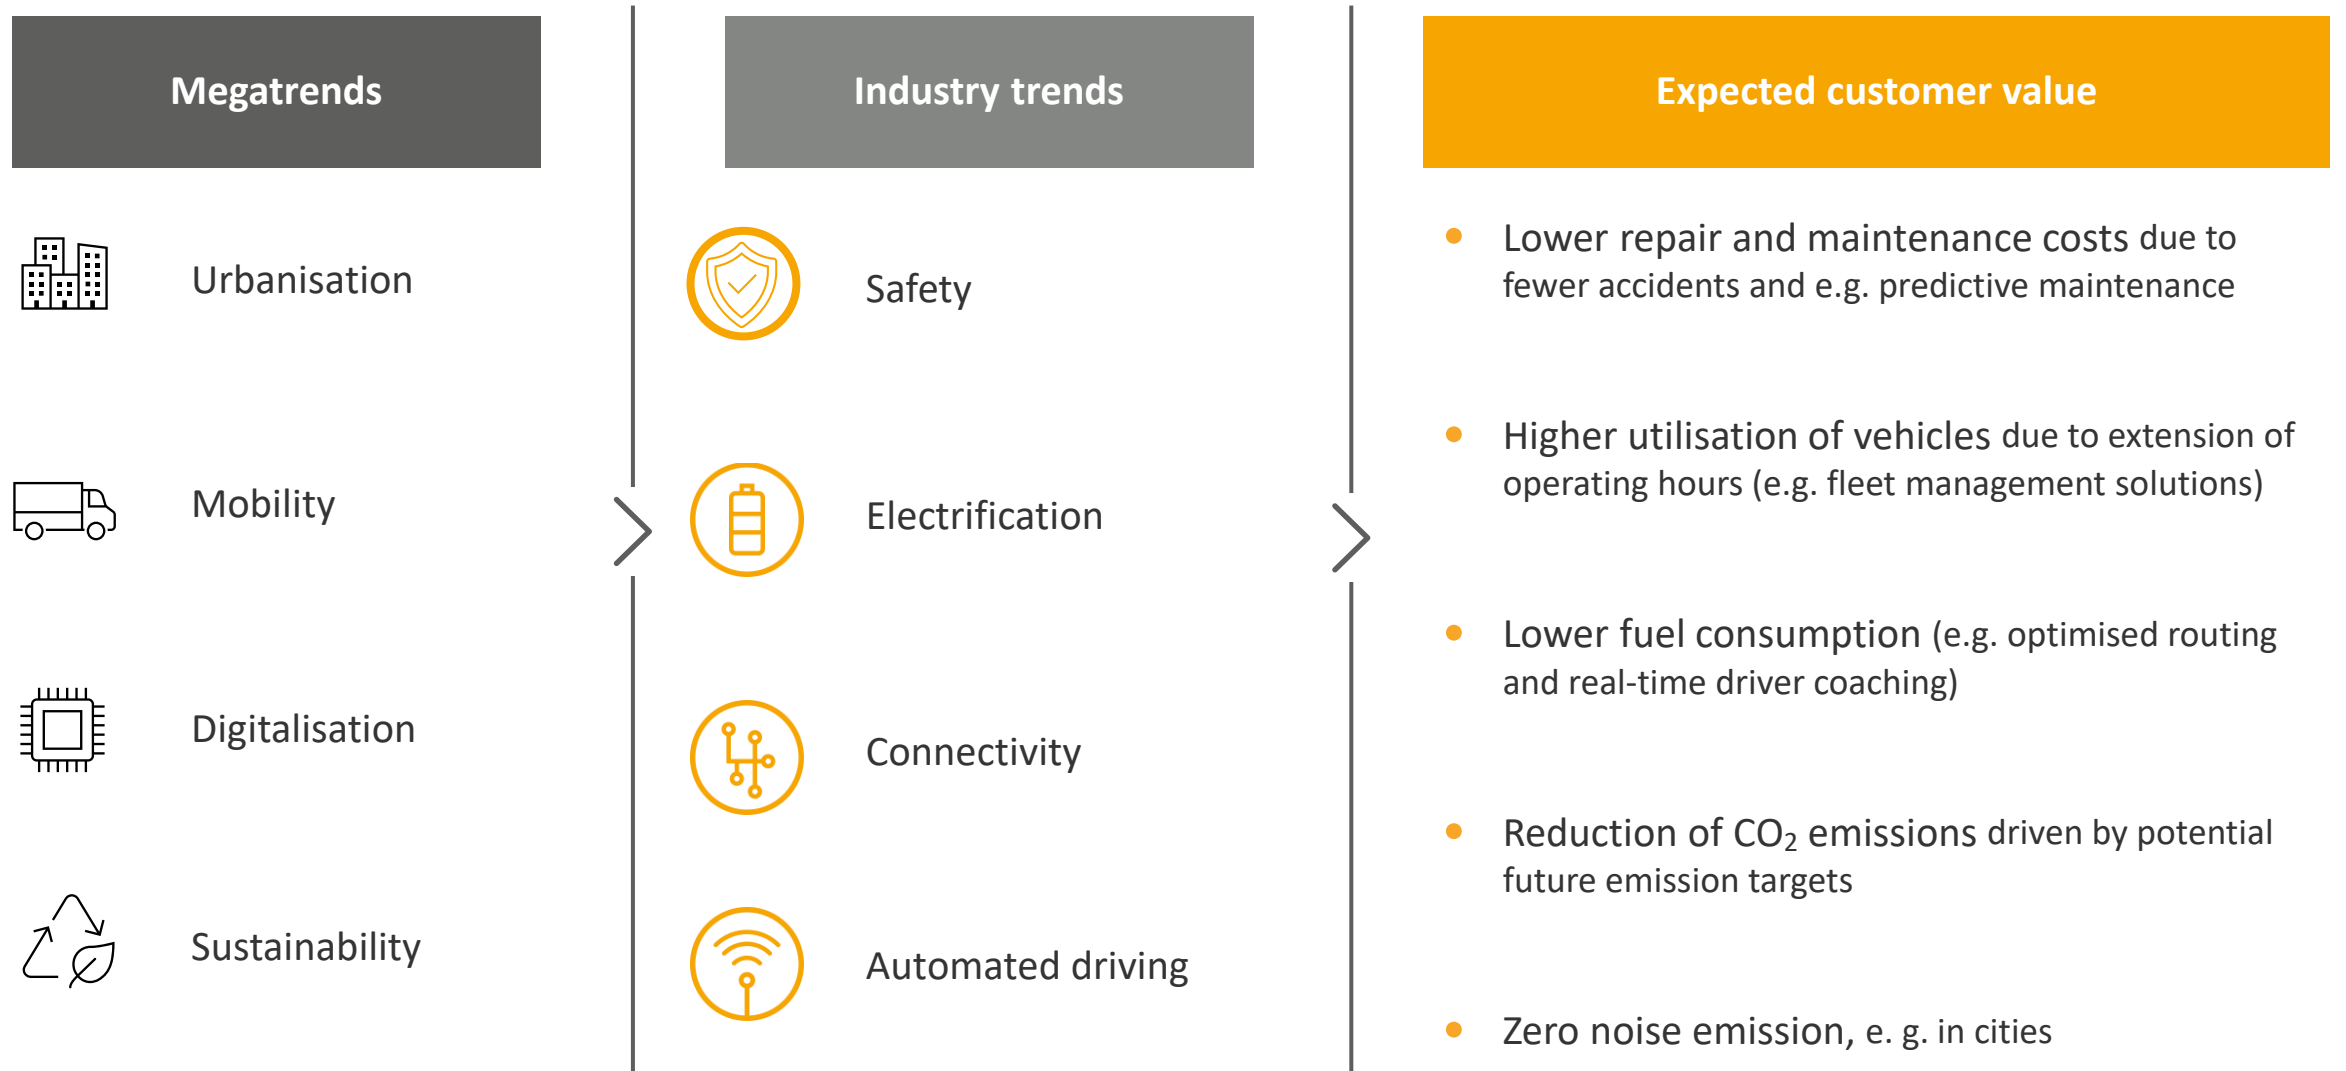 Megatrends
Urbanisation
Mobility
Digitalisation
Sustainability
Industry trends
Safety
Electrification
Connectivity
Automated driving
Expected customer value
Lower repair and maintenance costs due to
fewer accidents and e.g. predictive maintenance
Higher utilisation of vehicles due to extension of
operating hours (e.g. fleet management solutions)
Lower fuel consumption (e.g. optimised routing
and real-time driver coaching)
Reduction of CO₂ emissions driven by potential
future emission targets
Zero noise emission, e. g. in cities